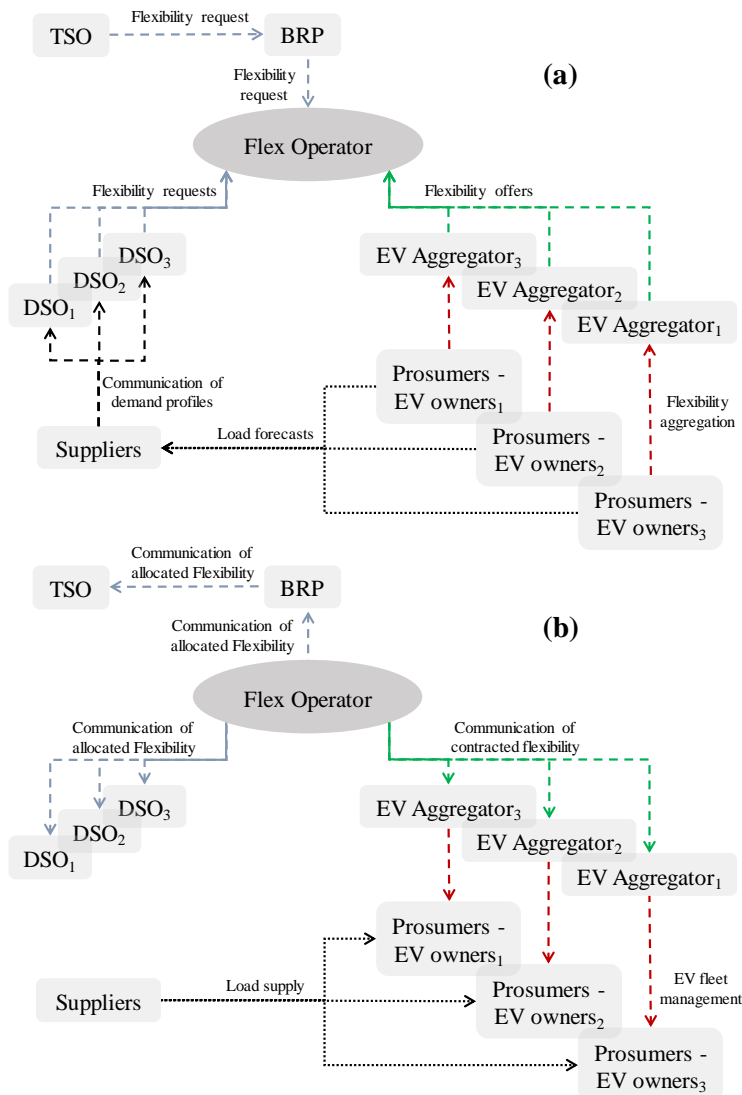 Flexibility request
TSO
BRP
Flexibility
request
(a)
Flex Operator
Flexibility requests
Flexibility offers
DSO₃
DSO₂
DSO₁
EV Aggregator₃
EV Aggregator₂
EV Aggregator₁
Communication of
demand profiles
Prosumers -
EV owners₁
Flexibility
aggregation
Suppliers
Load forecasts
Prosumers -
EV owners₂
Prosumers -
EV owners₃
Communication of
allocated Flexibility
TSO
BRP
Communication of
allocated Flexibility
(b)
Flex Operator
Communication of
allocated Flexibility
Communication of
contracted flexibility
DSO₃
DSO₂
DSO₁
EV Aggregator₃
EV Aggregator₂
EV Aggregator₁
Prosumers -
EV owners₁
Suppliers
Load supply
Prosumers -
EV owners₂
EV fleet
management
Prosumers -
EV owners₃